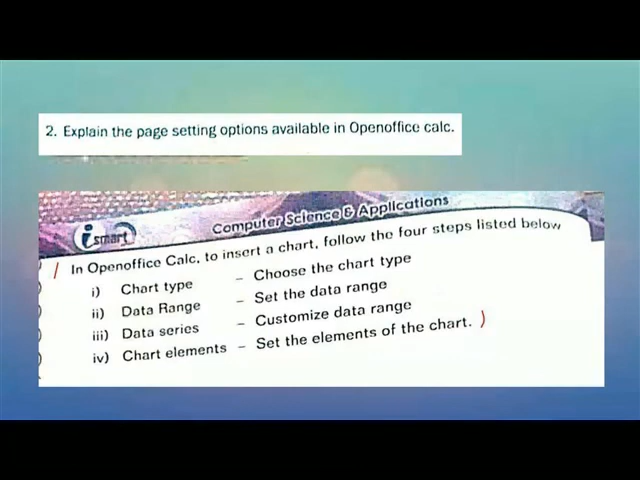 2. Explain the page setting options available in Openoffice calc.
i smart
Computer Science & Applications
In Openoffice Calc, to insert a chart, follow the four steps listed below
i) Chart type – Choose the chart type
ii) Data Range – Set the data range
iii) Data series – Customize data range
iv) Chart elements – Set the elements of the chart.